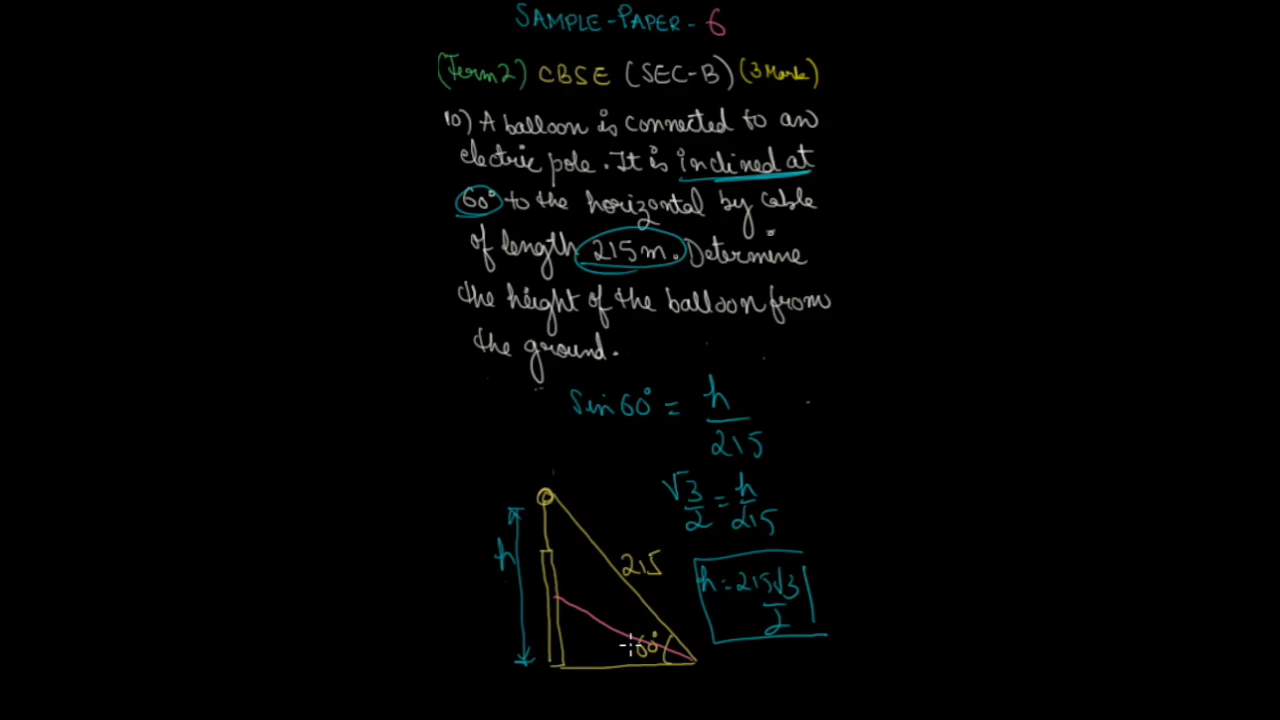 SAMPLE-PAPER-6
(Term 2) CBSE (SEC-B) (3 Mark)
10) A balloon is connected to an
electric pole. It is inclined at
60° to the horizontal by cable
of length 215 m. Determine
the height of the balloon from
the ground.
Sin 60° = h/215
√3/2 = h/215
h = 215√3/2
h
215
60°